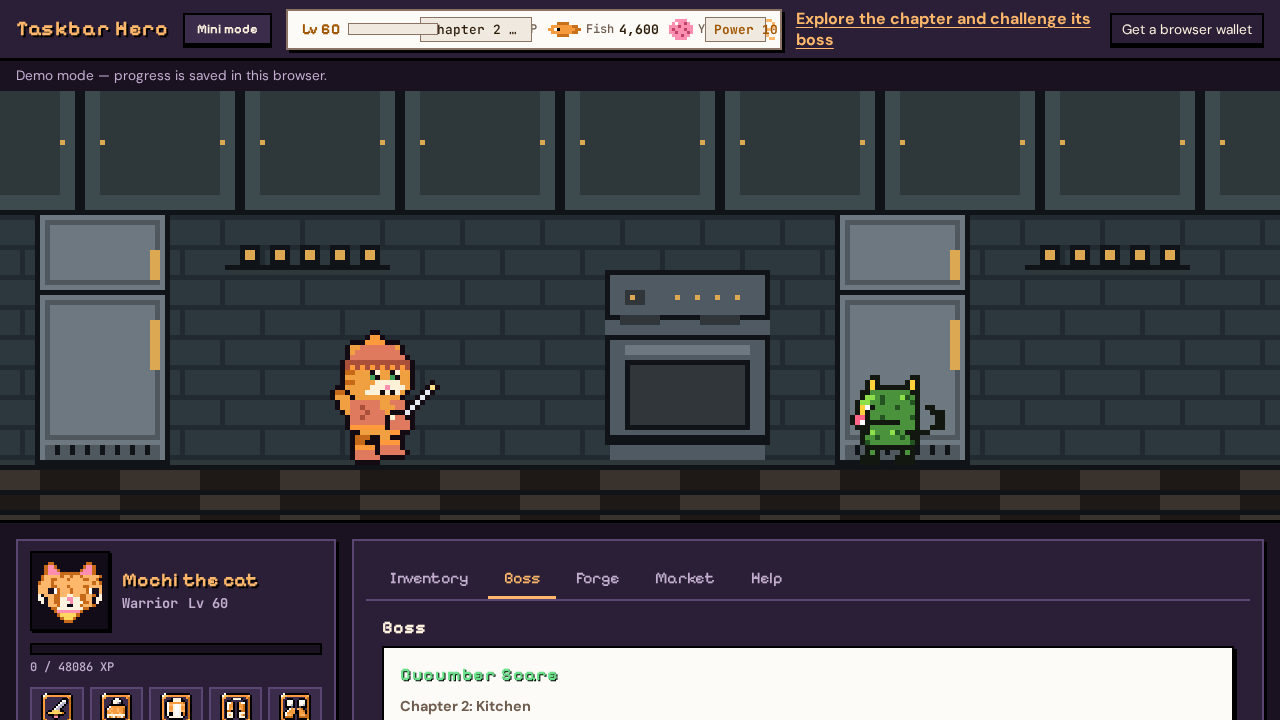 Taskbar Hero
Mini mode
Lv 60
hapter 2 …
Fish 4,600
Power 10
Explore the chapter and challenge its
boss
Get a browser wallet
Demo mode — progress is saved in this browser.
Mochi the cat
Warrior Lv 60
0 / 48086 XP
Inventory
Boss
Forge
Market
Help
Boss
Cucumber Scare
Chapter 2: Kitchen